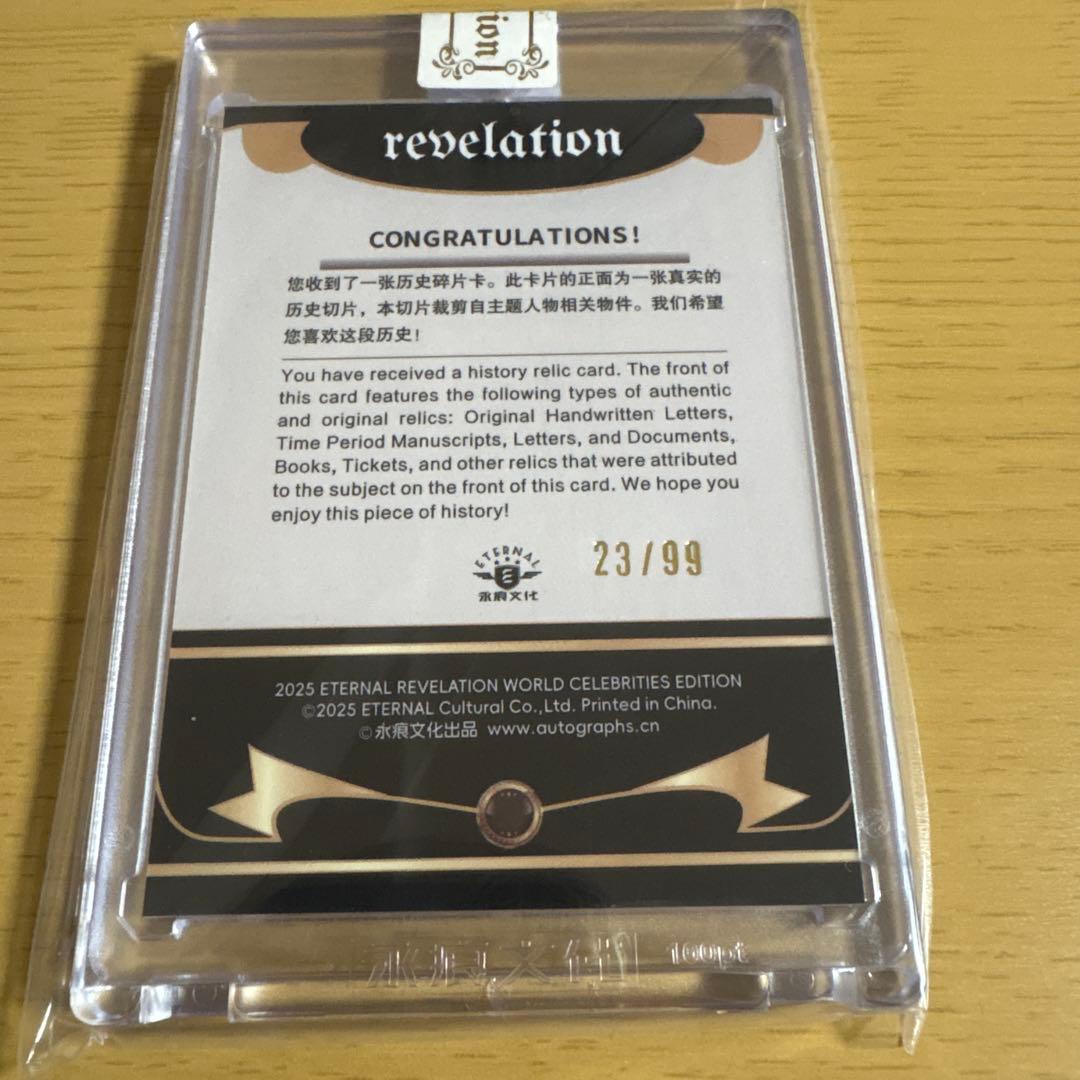 tion
revelation
CONGRATULATIONS!
您收到了一张历史碎片卡。此卡片的正面为一张真实的
历史切片，本切片裁剪自主题人物相关物件。我们希望
您喜欢这段历史!
You have received a history relic card. The front of
this card features the following types of authentic
and original relics: Original Handwritten Letters,
Time Period Manuscripts, Letters, and Documents,
Books, Tickets, and other relics that were attributed
to the subject on the front of this card. We hope you
enjoy this piece of history!
ETERNAL
永痕文化
23/99
2025 ETERNAL REVELATION WORLD CELEBRITIES EDITION
©2025 ETERNAL Cultural Co.,Ltd. Printed in China.
©永痕文化出品 www.autographs.cn
永痕文化 100pt